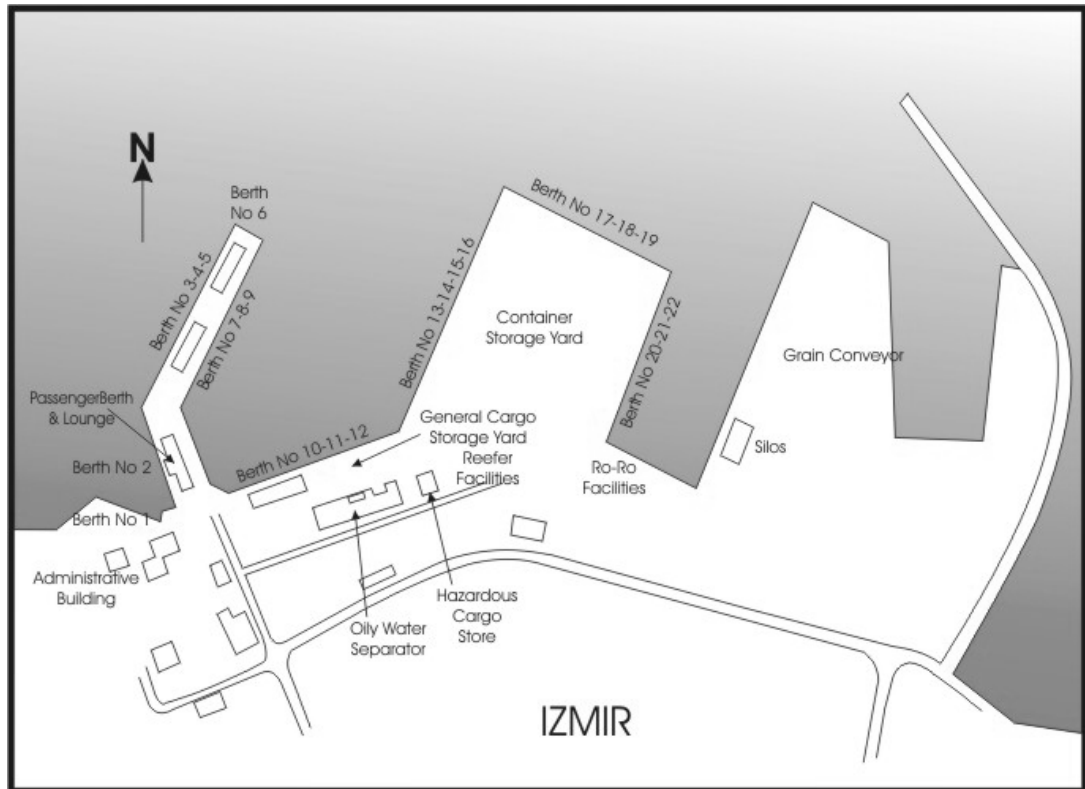 N
Berth
No 6
Berth No 3-4-5
Berth No 7-8-9
PassengerBerth
& Lounge
Berth No 2
Berth No 1
Administrative
Building
Berth No 10-11-12
Berth No 13-14-15-16
Berth No 17-18-19
Container
Storage Yard
Berth No 20-21-22
General Cargo
Storage Yard
Reefer
Facilities
Ro-Ro
Facilities
Grain Conveyor
Silos
Oily Water
Separator
Hazardous
Cargo
Store
IZMIR